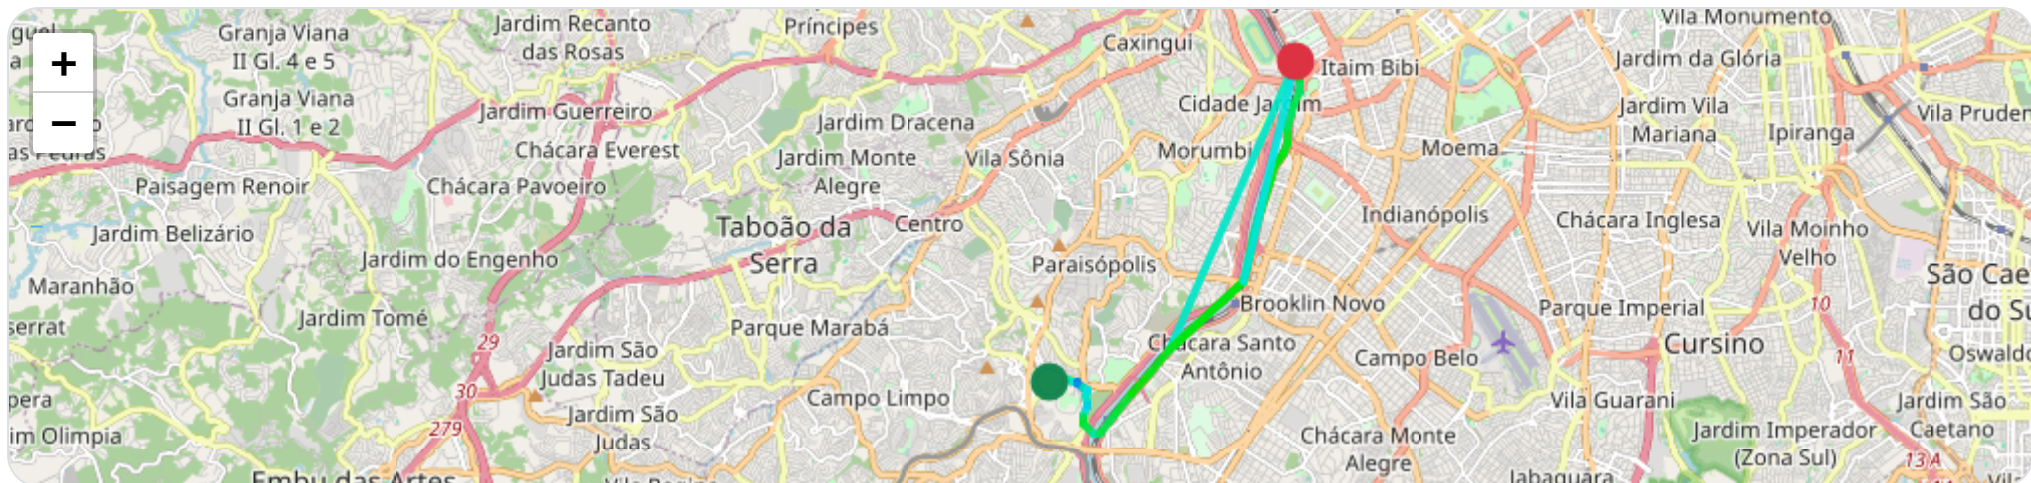 +
−
Granja Viana
II Gl. 4 e 5
Granja Viana
II Gl. 1 e 2
Paisagem Renoir
Jardim Belizário
Maranhão
Jardim Recanto
das Rosas
Jardim Guerreiro
Chácara Everest
Chácara Pavoeiro
Jardim do Engenho
Jardim Tomé
29
30
279
Jardim São
Judas Tadeu
Jardim São
Judas
Embu das Artes
Príncipes
Caxingui
Jardim Dracena
Jardim Monte
Alegre
Vila Sônia
Taboão da
Serra
Centro
Parque Marabá
Campo Limpo
Paraisópolis
Cidade Jardim
Morumbi
Itaim Bibi
Moema
Indianópolis
Brooklin Novo
Chácara Santo
Antônio
Campo Belo
Chácara Monte
Alegre
Jabaquara
Vila Monumento
Jardim da Glória
Jardim Vila
Mariana
Ipiranga
Vila Pruden
Chácara Inglesa
Vila Moinho
Velho
São Cae
do Su
Parque Imperial
10
Cursino
11
Oswaldo
Vila Guarani
Jardim São
Caetano
Jardim Imperador
(Zona Sul)
13 A